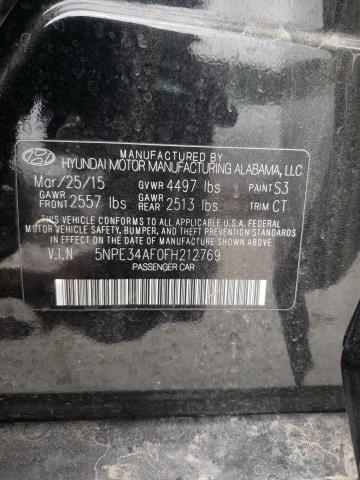 MANUFACTURED BY
HYUNDAI MOTOR MANUFACTURING ALABAMA, LLC
Mar/25/15 GVWR 4497 lbs PAINT S3
GAWR FRONT 2557 lbs GAWR REAR 2513 lbs TRIM CT
THIS VEHICLE CONFORMS TO ALL APPLICABLE U.S.A. FEDERAL
MOTOR VEHICLE SAFETY, BUMPER, AND THEFT PREVENTION
STANDARDS IN EFFECT ON THE DATE OF MANUFACTURE SHOWN ABOVE.
V.I.N 5NPE34AF0FH212769
PASSENGER CAR